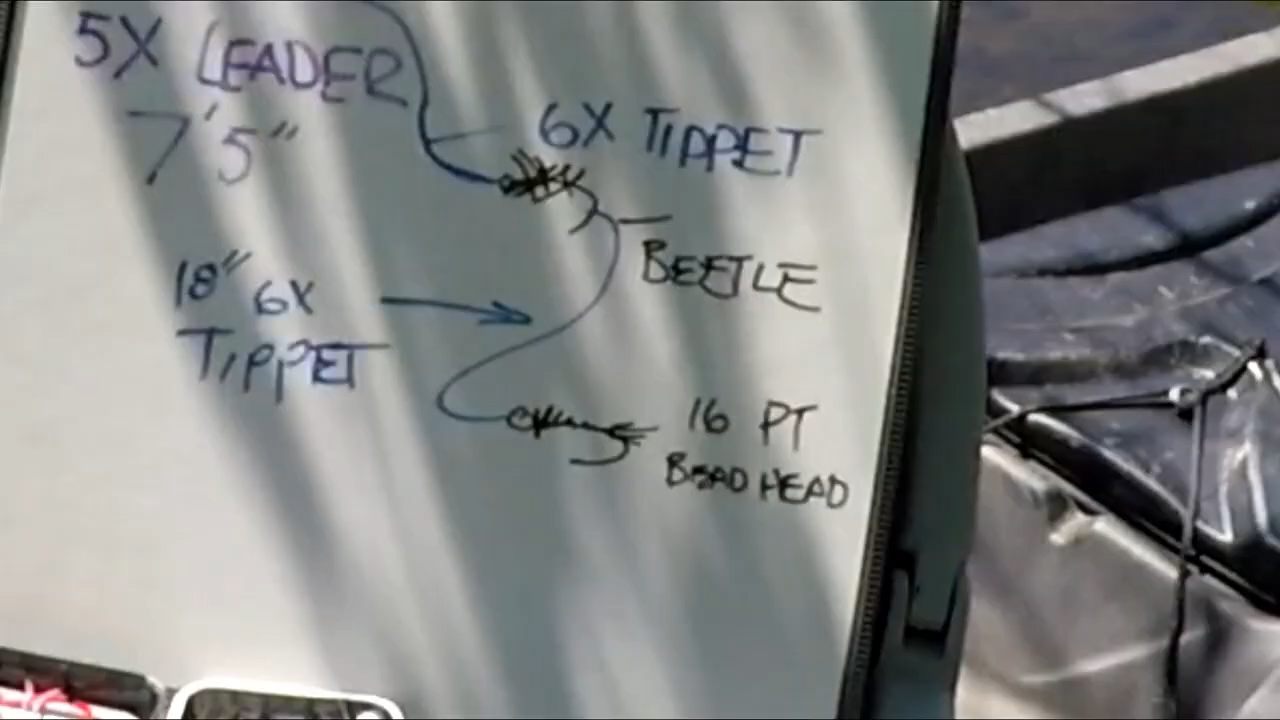 5X LEADER
7'5"
6X TIPPET
BEETLE
18" 6X
TIPPET
16 PT
BEAD HEAD